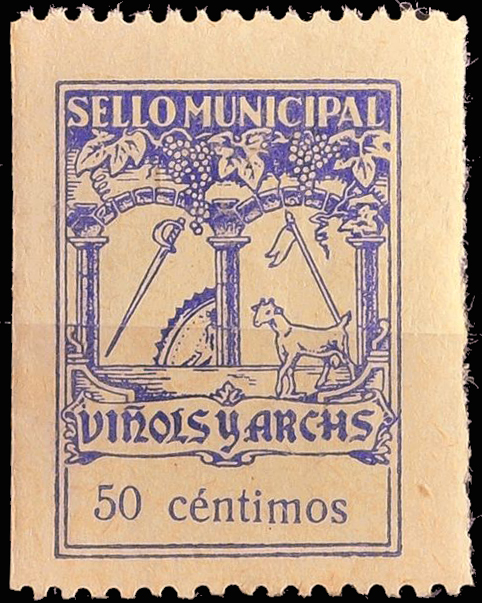 SELLO MUNICIPAL
VIÑOLS Y ARCHS
50 céntimos